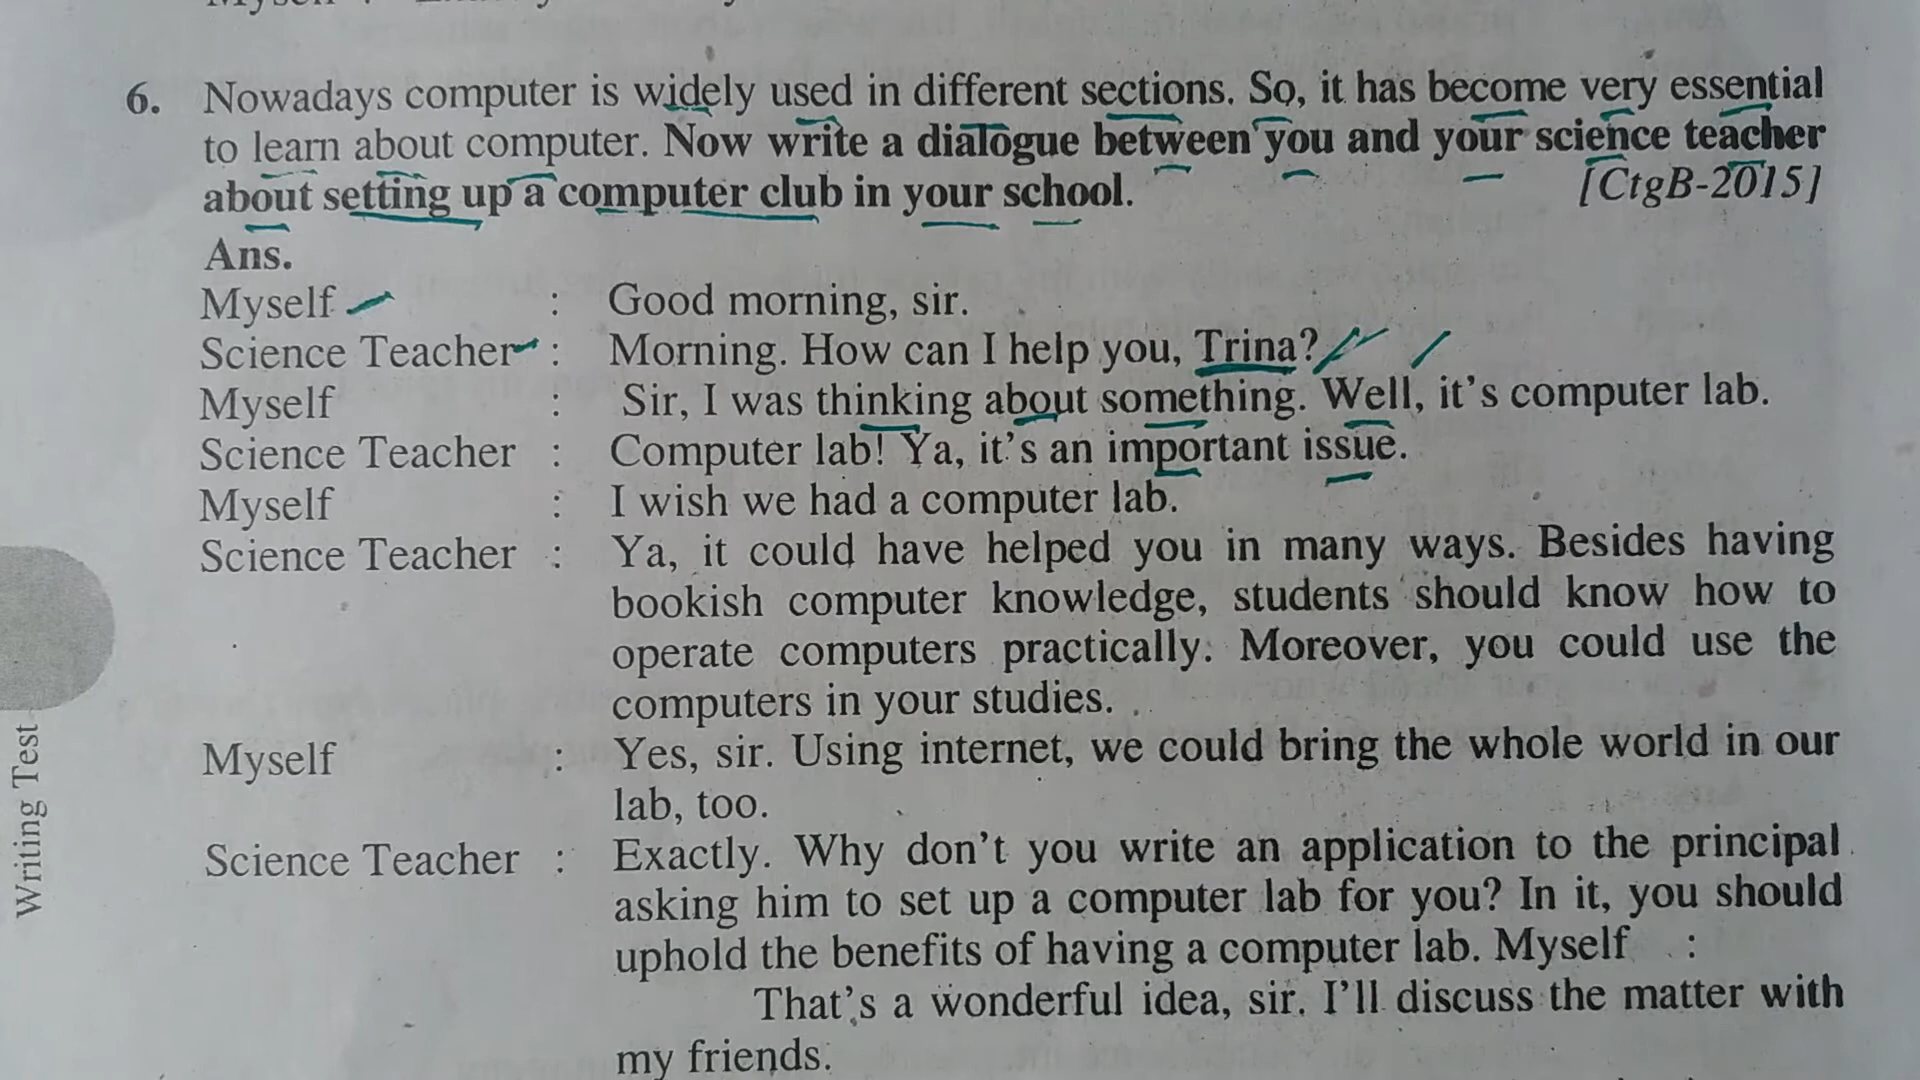 6. Nowadays computer is widely used in different sections. So, it has become very essential
to learn about computer. Now write a dialogue between you and your science teacher
about setting up a computer club in your school. [CtgB-2015]
Ans.
Myself : Good morning, sir.
Science Teacher : Morning. How can I help you, Trina?
Myself : Sir, I was thinking about something. Well, it's computer lab.
Science Teacher : Computer lab! Ya, it's an important issue.
Myself : I wish we had a computer lab.
Science Teacher : Ya, it could have helped you in many ways. Besides having
bookish computer knowledge, students should know how to
operate computers practically. Moreover, you could use the
computers in your studies.
Myself : Yes, sir. Using internet, we could bring the whole world in our
lab, too.
Science Teacher : Exactly. Why don't you write an application to the principal
asking him to set up a computer lab for you? In it, you should
uphold the benefits of having a computer lab. Myself :
That's a wonderful idea, sir. I'll discuss the matter with
my friends.
Writing Test